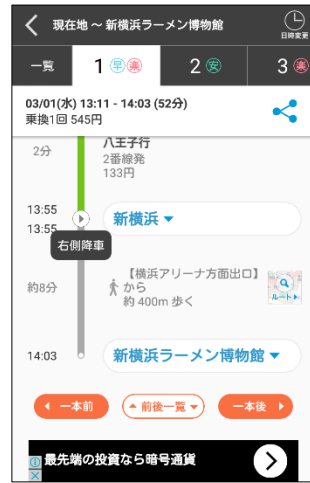 現在地 ～ 新横浜ラーメン博物館
日時変更
一覧 1 早 楽 2 安 3 楽
03/01(水) 13:11 - 14:03 (52分)
乗換1回 545円
八王子行
2分 2番線発
133円
13:55
13:55
新横浜 ▼
右側降車
【横浜アリーナ方面出口】
約8分 から
約 400m 歩く
ルート
14:03 新横浜ラーメン博物館 ▼
一本前 前後一覧 一本後
最先端の投資なら暗号通貨